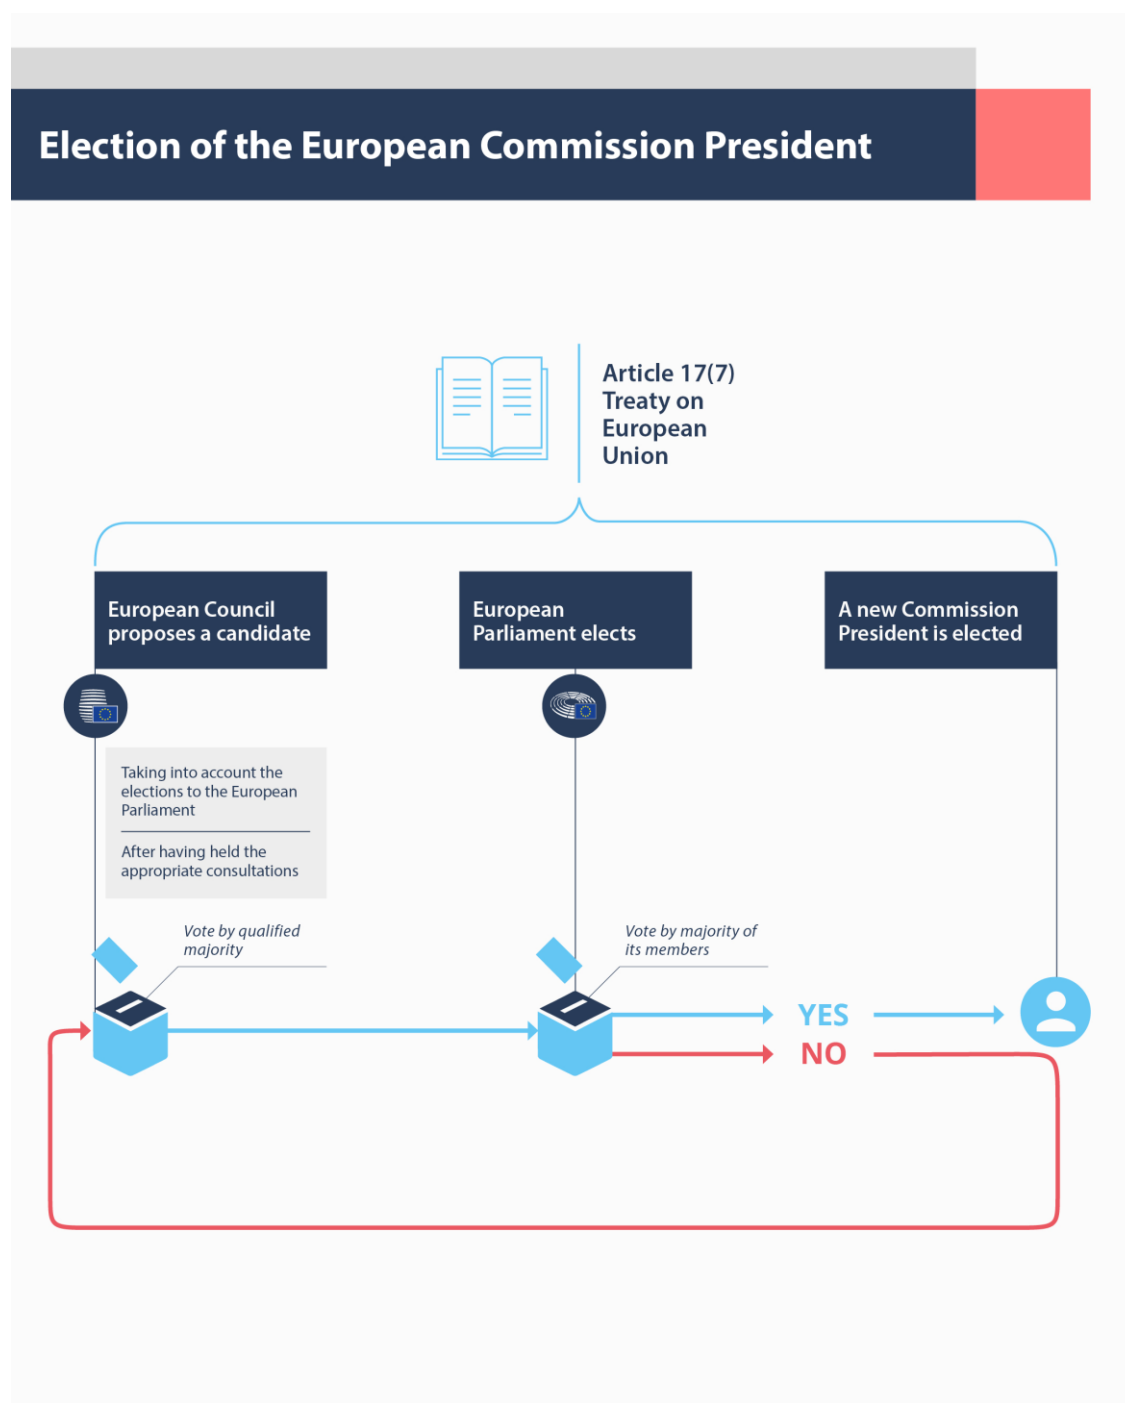 Election of the European Commission President
Article 17(7)
Treaty on
European
Union
European Council
proposes a candidate
European
Parliament elects
A new Commission
President is elected
Taking into account the
elections to the European
Parliament
After having held the
appropriate consultations
Vote by qualified
majority
Vote by majority of
its members
YES
NO